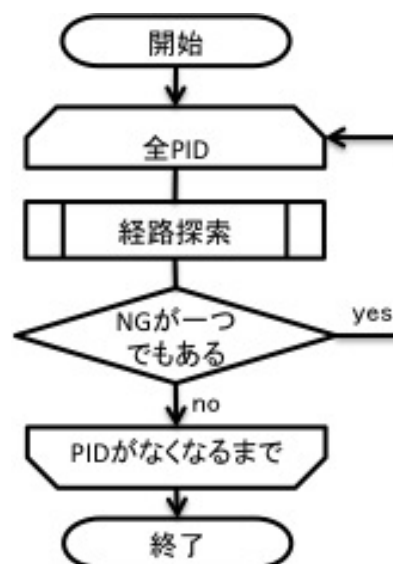 開始
全PID
経路探索
NGが一つ
でもある
yes
no
PIDがなくなるまで
終了